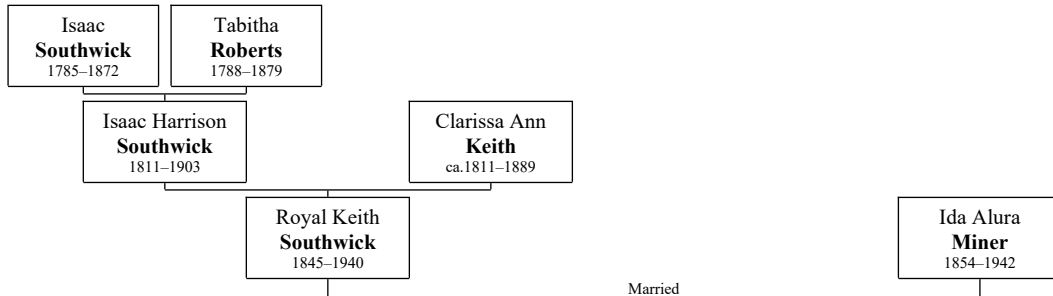 Isaac
Southwick
1785–1872
Tabitha
Roberts
1788–1879
Isaac Harrison
Southwick
1811–1903
Clarissa Ann
Keith
ca.1811–1889
Royal Keith
Southwick
1845–1940
Ida Alura
Miner
1854–1942
Married